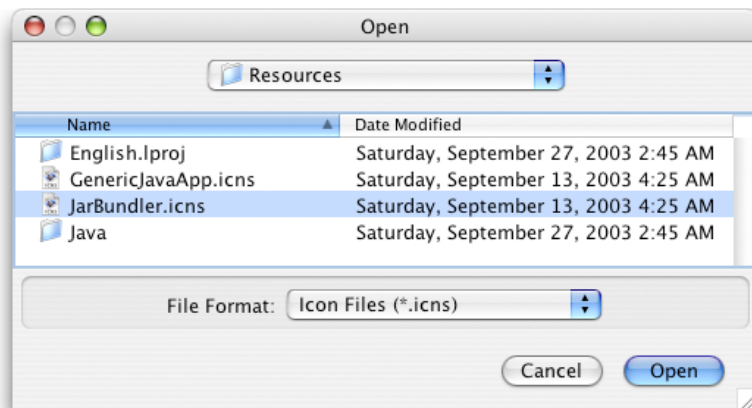 Open
Resources
Name Date Modified
English.lproj Saturday, September 27, 2003 2:45 AM
GenericJavaApp.icns Saturday, September 13, 2003 4:25 AM
JarBundler.icns Saturday, September 13, 2003 4:25 AM
Java Saturday, September 27, 2003 2:45 AM
File Format: Icon Files (*.icns)
Cancel Open